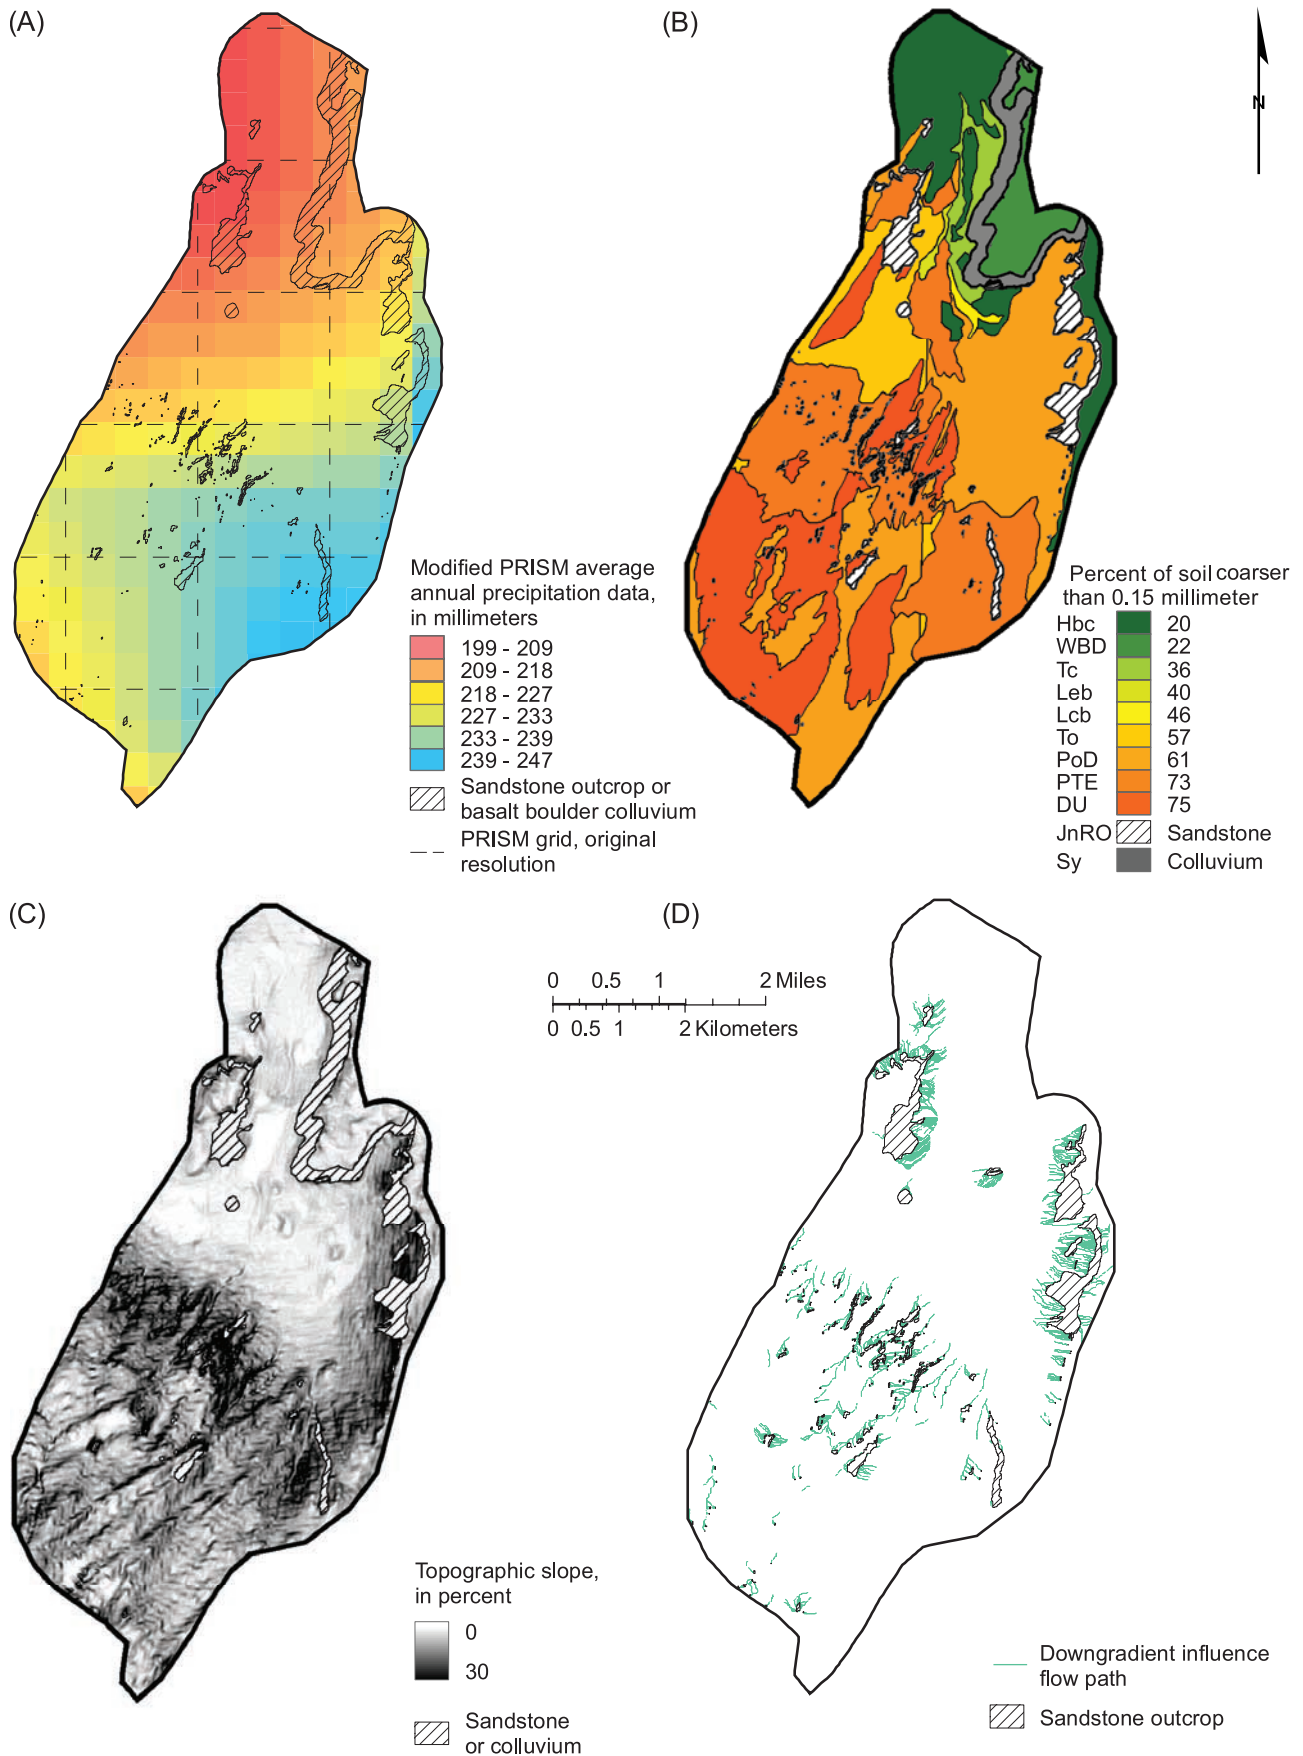 (A)
Modified PRISM average
annual precipitation data,
in millimeters
199 - 209
209 - 218
218 - 227
227 - 233
233 - 239
239 - 247
Sandstone outcrop or
basalt boulder colluvium
PRISM grid, original
resolution
(B)
N
Percent of soil coarser
than 0.15 millimeter
Hbc 20
WBD 22
Tc 36
Leb 40
Lcb 46
To 57
PoD 61
PTE 73
DU 75
JnRO Sandstone
Sy Colluvium
(C)
Topographic slope,
in percent
0
30
Sandstone
or colluvium
0 0.5 1 2 Miles
0 0.5 1 2 Kilometers
(D)
Downgradient influence
flow path
Sandstone outcrop